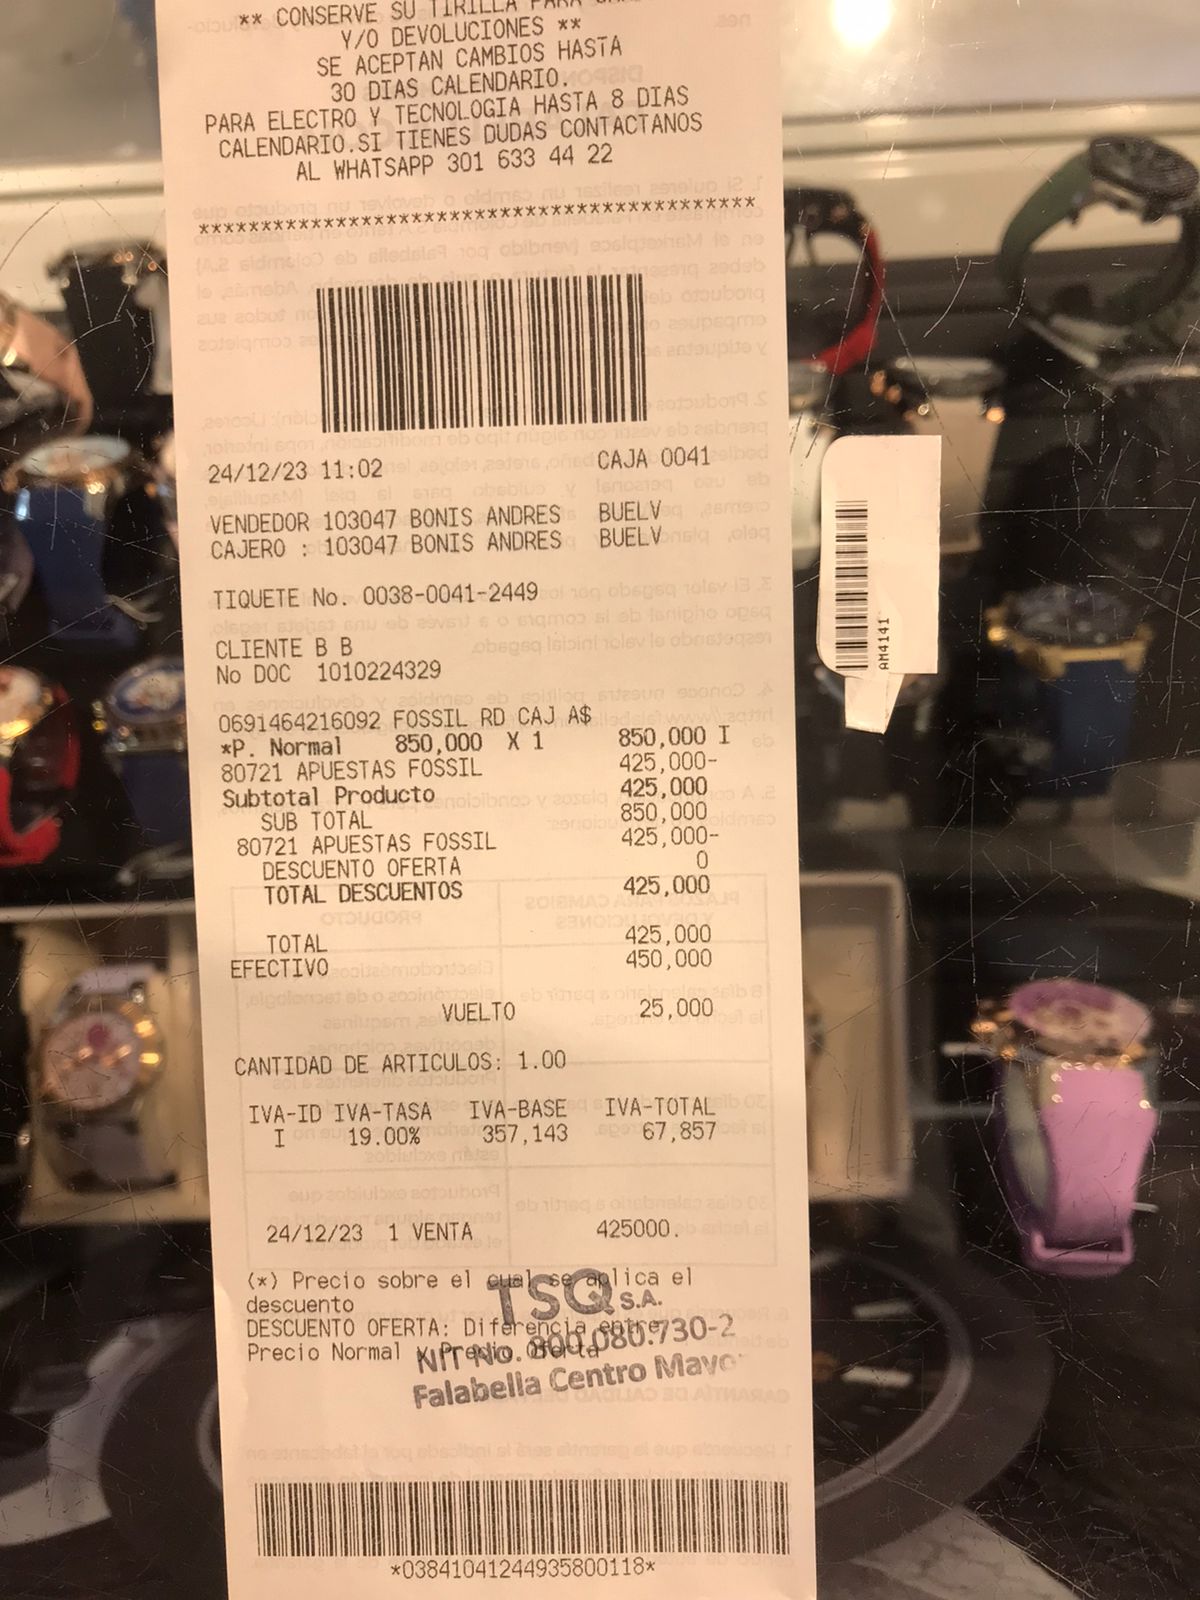 ** CONSERVE SU TIRILLA PARA
Y/O DEVOLUCIONES **
SE ACEPTAN CAMBIOS HASTA
30 DIAS CALENDARIO.
PARA ELECTRO Y TECNOLOGIA HASTA 8 DIAS
CALENDARIO.SI TIENES DUDAS CONTACTANOS
AL WHATSAPP 301 633 44 22
*********************************************
24/12/23 11:02 CAJA 0041
VENDEDOR 103047 BONIS ANDRES BUELV
CAJERO : 103047 BONIS ANDRES BUELV
TIQUETE No. 0038-0041-2449
CLIENTE B B
No DOC 1010224329
0691464216092 FOSSIL RD CAJ A$
*P. Normal 850,000 X 1 850,000 I
80721 APUESTAS FOSSIL 425,000-
Subtotal Producto 425,000
SUB TOTAL 850,000
80721 APUESTAS FOSSIL 425,000-
DESCUENTO OFERTA 0
TOTAL DESCUENTOS 425,000
TOTAL 425,000
EFECTIVO 450,000
VUELTO 25,000
CANTIDAD DE ARTICULOS: 1.00
IVA-ID IVA-TASA IVA-BASE IVA-TOTAL
I 19.00% 357,143 67,857
24/12/23 1 VENTA 425000.
(*) Precio sobre el cual se aplica el
descuento
DESCUENTO OFERTA: Diferencia entre
Precio Normal y Precio Oferta
TSQ S.A.
NIT No. 800.080.730-2
Falabella Centro Mayor
*03841041244935800118*
AM4141